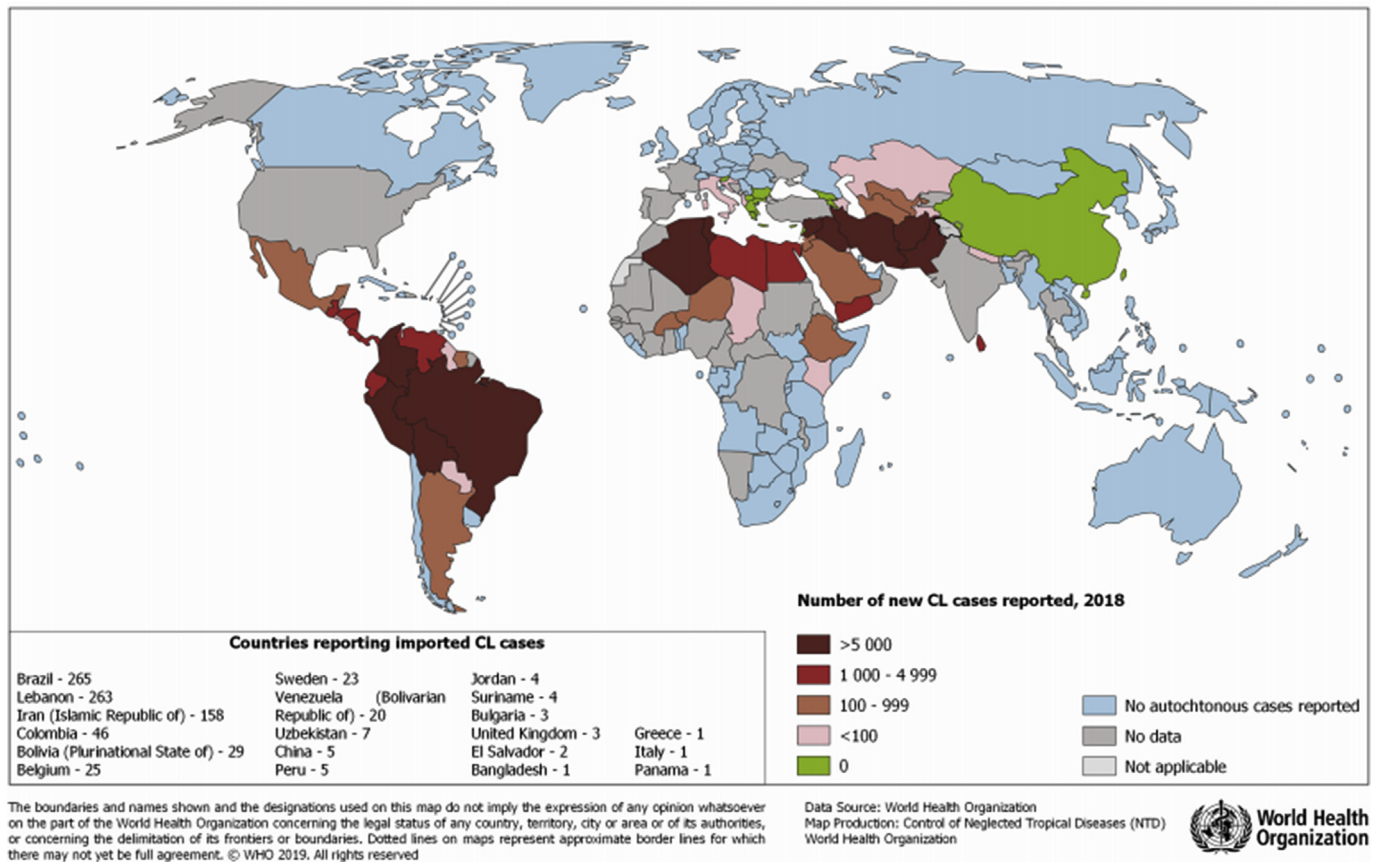 Number of new CL cases reported, 2018
>5 000
1 000 - 4 999
100 - 999
<100
0
No autochtonous cases reported
No data
Not applicable
Countries reporting imported CL cases
Brazil - 265
Lebanon - 263
Iran (Islamic Republic of) - 158
Colombia - 46
Bolivia (Plurinational State of) - 29
Belgium - 25
Sweden - 23
Venezuela (Bolivarian
Republic of) - 20
Uzbekistan - 7
China - 5
Peru - 5
Jordan - 4
Suriname - 4
Bulgaria - 3
United Kingdom - 3
El Salvador - 2
Bangladesh - 1
Greece - 1
Italy - 1
Panama - 1
The boundaries and names shown and the designations used on this map do not imply the expression of any opinion whatsoever
on the part of the World Health Organization concerning the legal status of any country, territory, city or area or of its authorities,
or concerning the delimitation of its frontiers or boundaries. Dotted lines on maps represent approximate border lines for which
there may not yet be full agreement. © WHO 2019. All rights reserved
Data Source: World Health Organization
Map Production: Control of Neglected Tropical Diseases (NTD)
World Health Organization
World Health
Organization